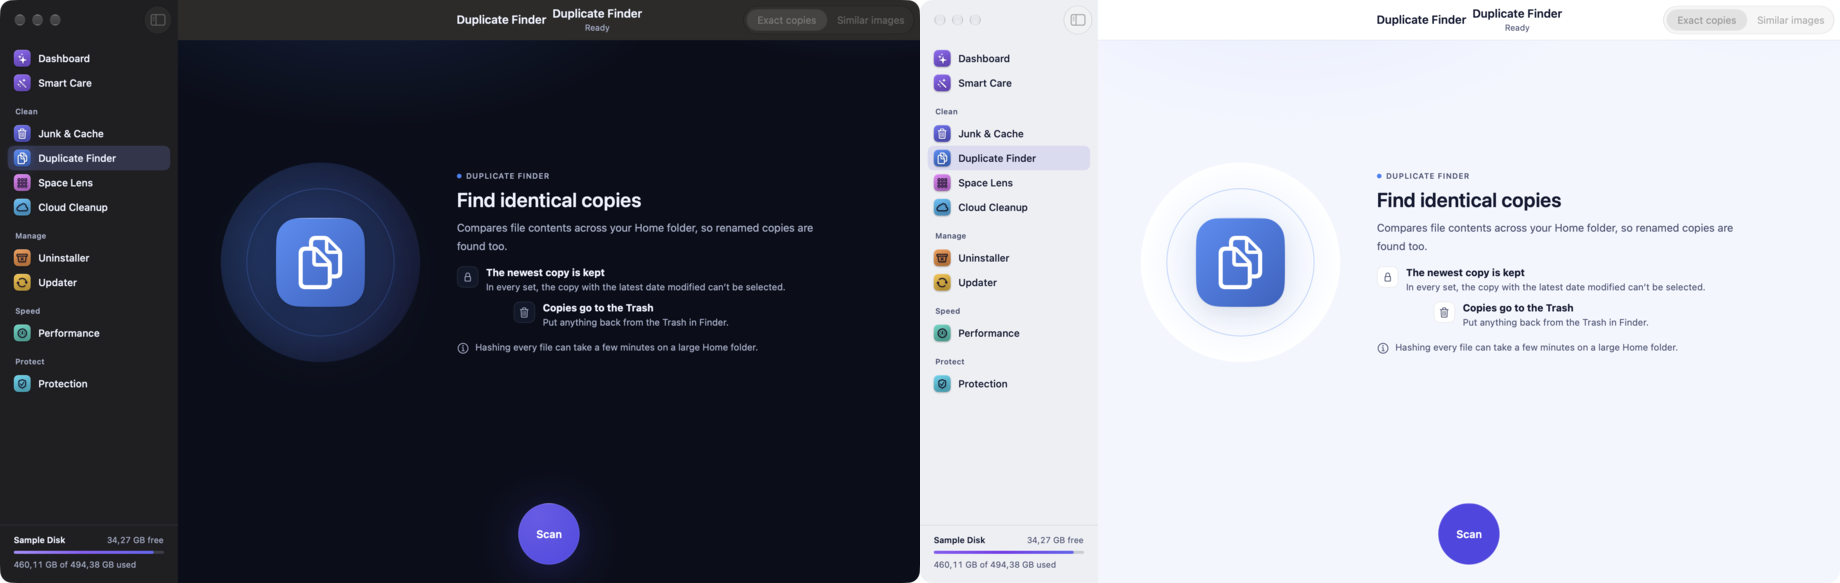 Duplicate Finder
Duplicate Finder
Ready
Exact copies
Similar images
Dashboard
Smart Care
Clean
Junk & Cache
Duplicate Finder
Space Lens
Cloud Cleanup
Manage
Uninstaller
Updater
Speed
Performance
Protect
Protection
Sample Disk
34,27 GB free
460,11 GB of 494,38 GB used
DUPLICATE FINDER
Find identical copies
Compares file contents across your Home folder, so renamed copies are
found too.
The newest copy is kept
In every set, the copy with the latest date modified can’t be selected.
Copies go to the Trash
Put anything back from the Trash in Finder.
Hashing every file can take a few minutes on a large Home folder.
Scan
Duplicate Finder
Duplicate Finder
Ready
Exact copies
Similar images
Dashboard
Smart Care
Clean
Junk & Cache
Duplicate Finder
Space Lens
Cloud Cleanup
Manage
Uninstaller
Updater
Speed
Performance
Protect
Protection
Sample Disk
34,27 GB free
460,11 GB of 494,38 GB used
DUPLICATE FINDER
Find identical copies
Compares file contents across your Home folder, so renamed copies are
found too.
The newest copy is kept
In every set, the copy with the latest date modified can’t be selected.
Copies go to the Trash
Put anything back from the Trash in Finder.
Hashing every file can take a few minutes on a large Home folder.
Scan